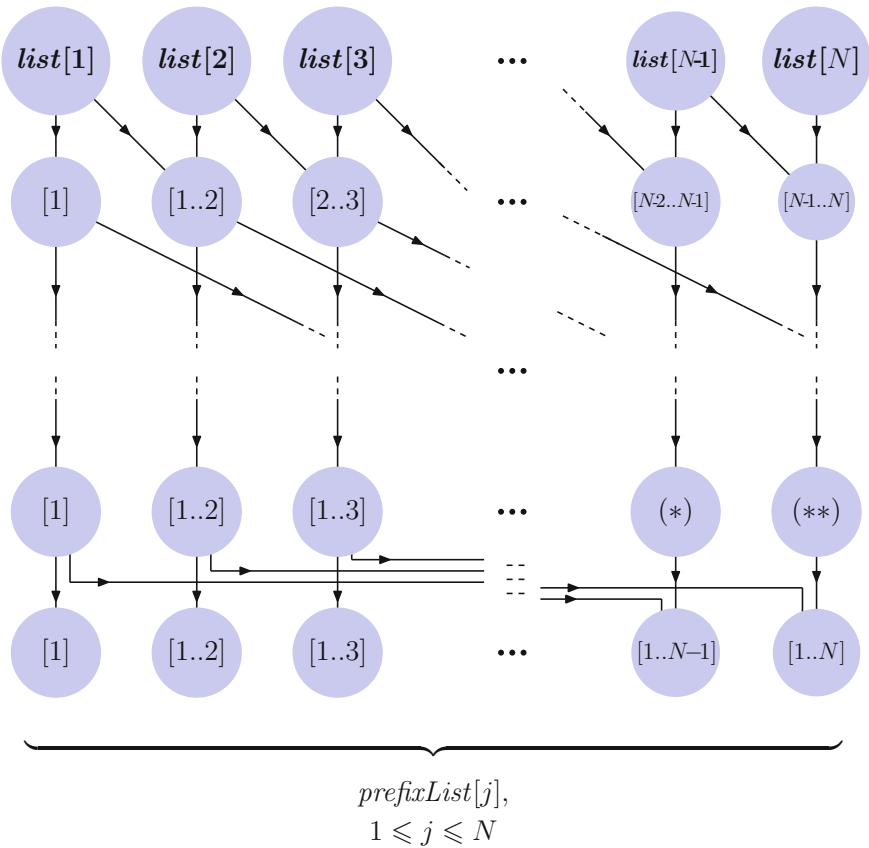 list[1] list[2] list[3] ••• list[N-1] list[N]
[1] [1..2] [2..3] ••• [N-2..N-1] [N-1..N]
•••
[1] [1..2] [1..3] ••• (*) (**)
[1] [1..2] [1..3] ••• [1..N−1] [1..N]
prefixList[j],
1 ⩽ j ⩽ N